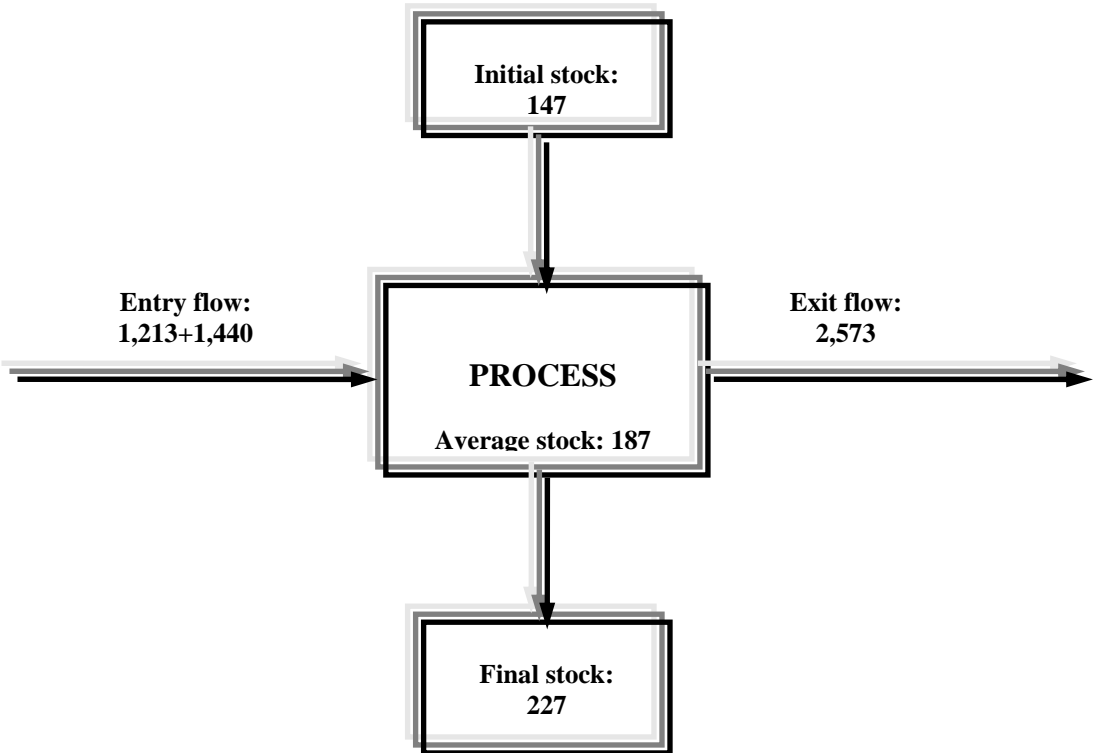 Initial stock:
147
Entry flow:
1,213+1,440
Exit flow:
2,573
PROCESS
Average stock: 187
Final stock:
227